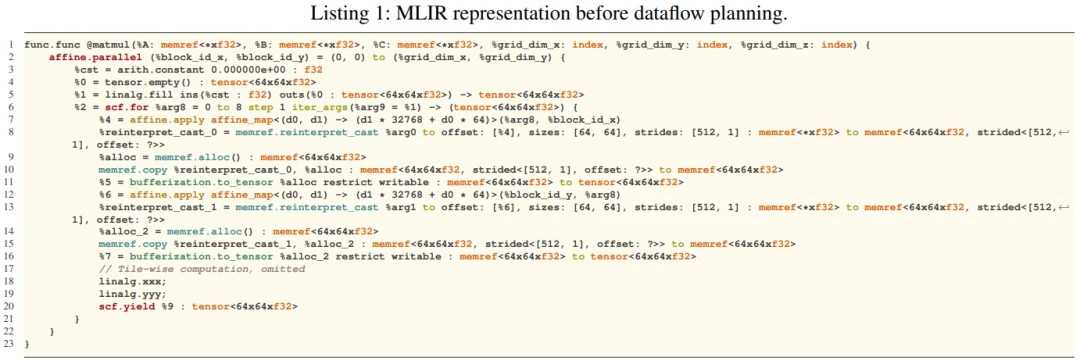 Listing 1: MLIR representation before dataflow planning.
1 func.func @matmul(%A: memref<*xf32>, %B: memref<*xf32>, %C: memref<*xf32>, %grid_dim_x: index, %grid_dim_y: index, %grid_dim_z: index) {
2 affine.parallel (%block_id_x, %block_id_y) = (0, 0) to (%grid_dim_x, %grid_dim_y) {
3 %cst = arith.constant 0.000000e+00 : f32
4 %0 = tensor.empty() : tensor<64x64xf32>
5 %1 = linalg.fill ins(%cst : f32) outs(%0 : tensor<64x64xf32>) -> tensor<64x64xf32>
6 %2 = scf.for %arg8 = 0 to 8 step 1 iter_args(%arg9 = %1) -> (tensor<64x64xf32>) {
7 %4 = affine.apply affine_map<(d0, d1) -> (d1 * 32768 + d0 * 64)>(%arg8, %block_id_x)
8 %reinterpret_cast_0 = memref.reinterpret_cast %arg0 to offset: [%4], sizes: [64, 64], strides: [512, 1] : memref<*xf32> to memref<64x64xf32, strided<[512,↩
1], offset: ?>>
9 %alloc = memref.alloc() : memref<64x64xf32>
10 memref.copy %reinterpret_cast_0, %alloc : memref<64x64xf32, strided<[512, 1], offset: ?>> to memref<64x64xf32>
11 %5 = bufferization.to_tensor %alloc restrict writable : memref<64x64xf32> to tensor<64x64xf32>
12 %6 = affine.apply affine_map<(d0, d1) -> (d1 * 32768 + d0 * 64)>(%block_id_y, %arg8)
13 %reinterpret_cast_1 = memref.reinterpret_cast %arg1 to offset: [%6], sizes: [64, 64], strides: [512, 1] : memref<*xf32> to memref<64x64xf32, strided<[512,↩
1], offset: ?>>
14 %alloc_2 = memref.alloc() : memref<64x64xf32>
15 memref.copy %reinterpret_cast_1, %alloc_2 : memref<64x64xf32, strided<[512, 1], offset: ?>> to memref<64x64xf32>
16 %7 = bufferization.to_tensor %alloc_2 restrict writable : memref<64x64xf32> to tensor<64x64xf32>
17 // Tile-wise computation, omitted
18 linalg.xxx;
19 linalg.yyy;
20 scf.yield %9 : tensor<64x64xf32>
21 }
22 }
23 }